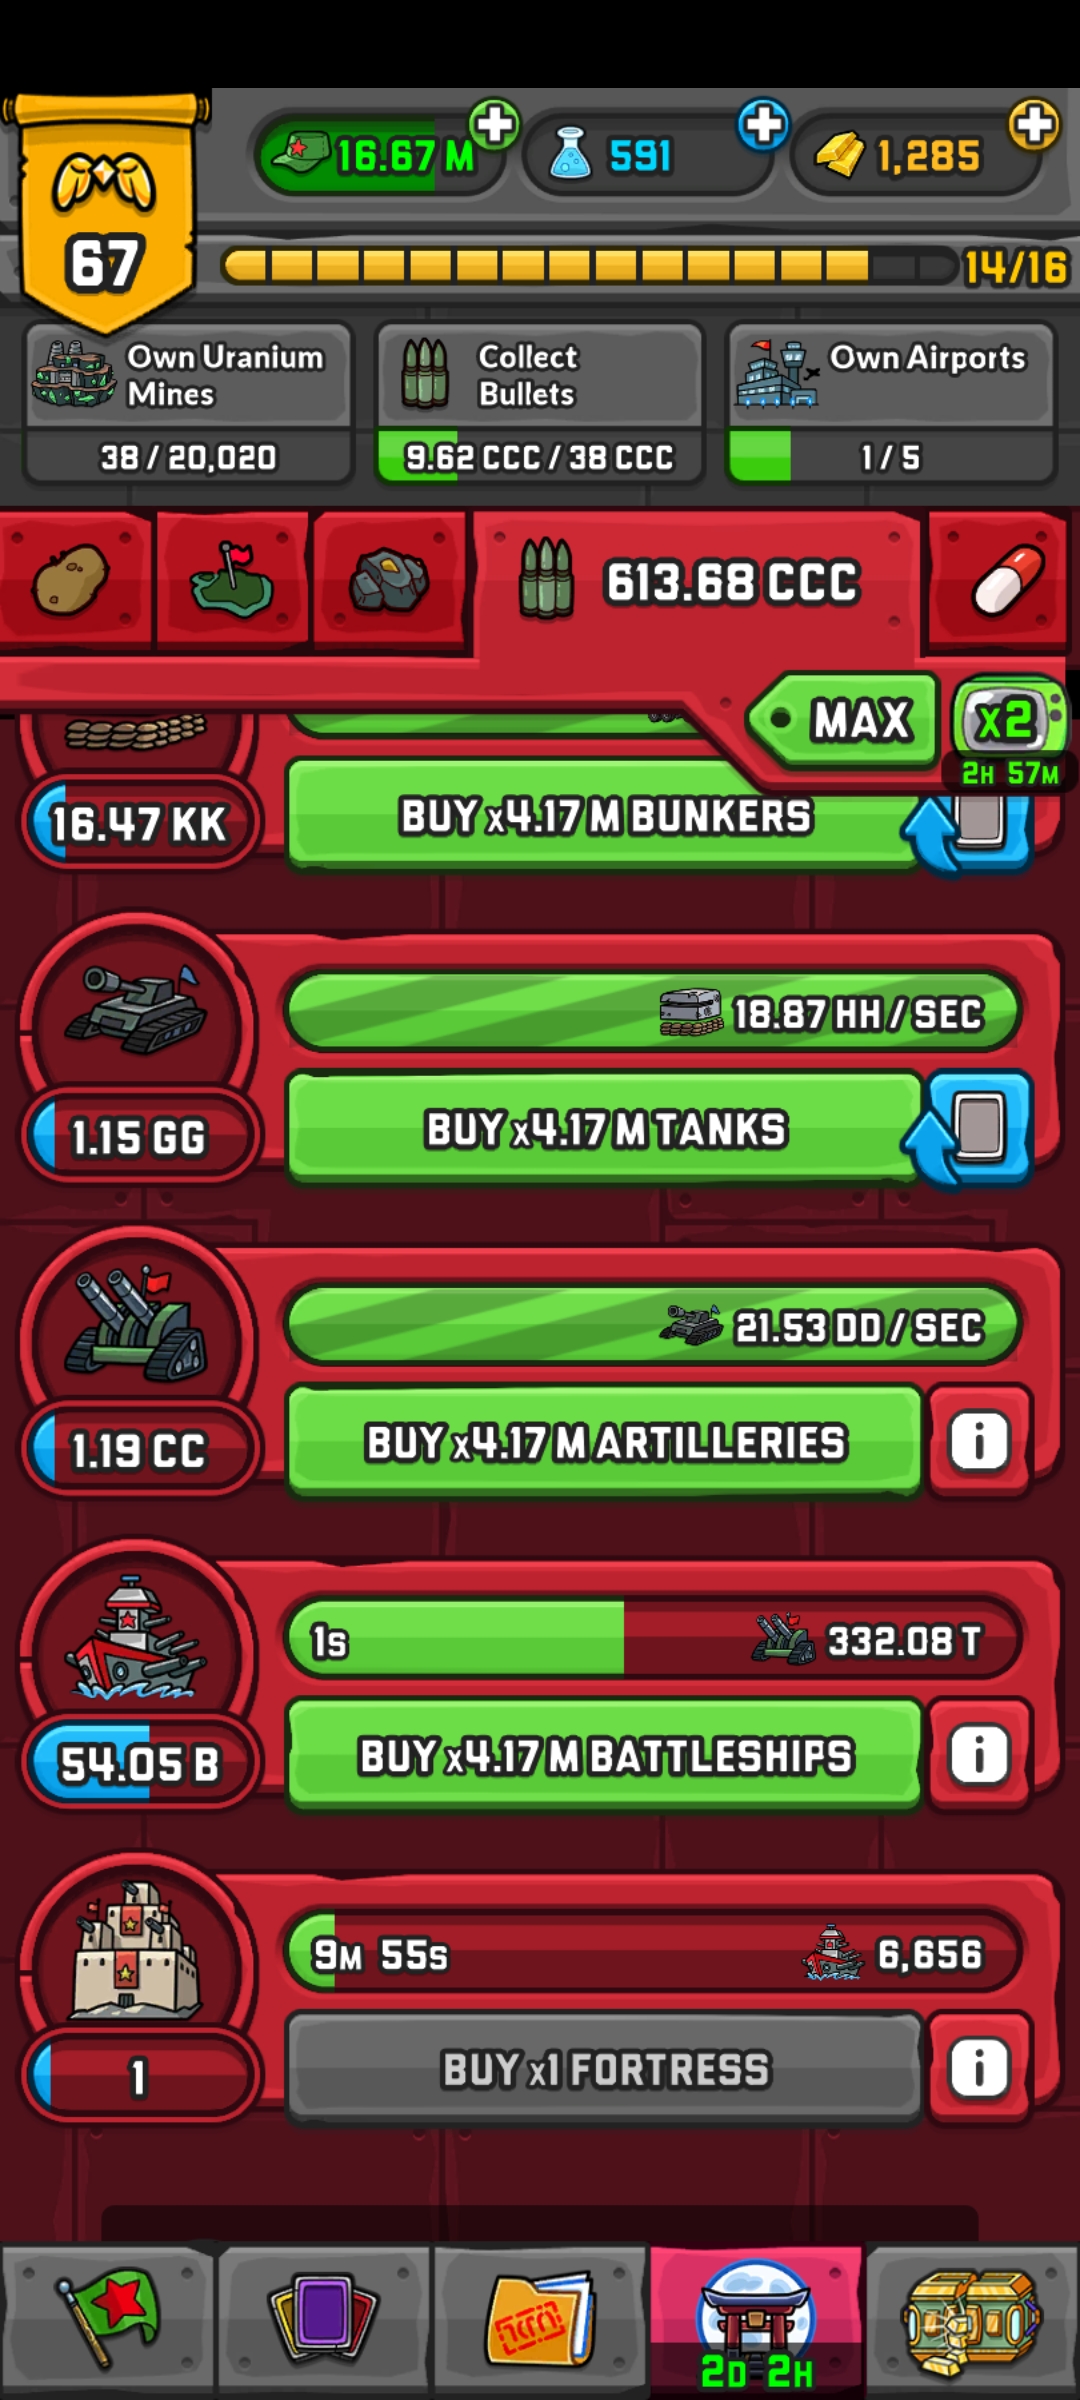 16.67 M
591
1,285
67
14/16
Own Uranium
Mines
38 / 20,020
Collect
Bullets
9.62 CCC / 38 CCC
Own Airports
1 / 5
613.68 CCC
MAX
x2
2H 57M
16.47 KK
BUY x4.17 M BUNKERS
18.87 HH / SEC
1.15 GG
BUY x4.17 M TANKS
21.53 DD / SEC
1.19 CC
BUY x4.17 M ARTILLERIES
i
1s
332.08 T
54.05 B
BUY x4.17 M BATTLESHIPS
i
9M 55s
6,656
1
BUY x1 FORTRESS
i
2D 2H